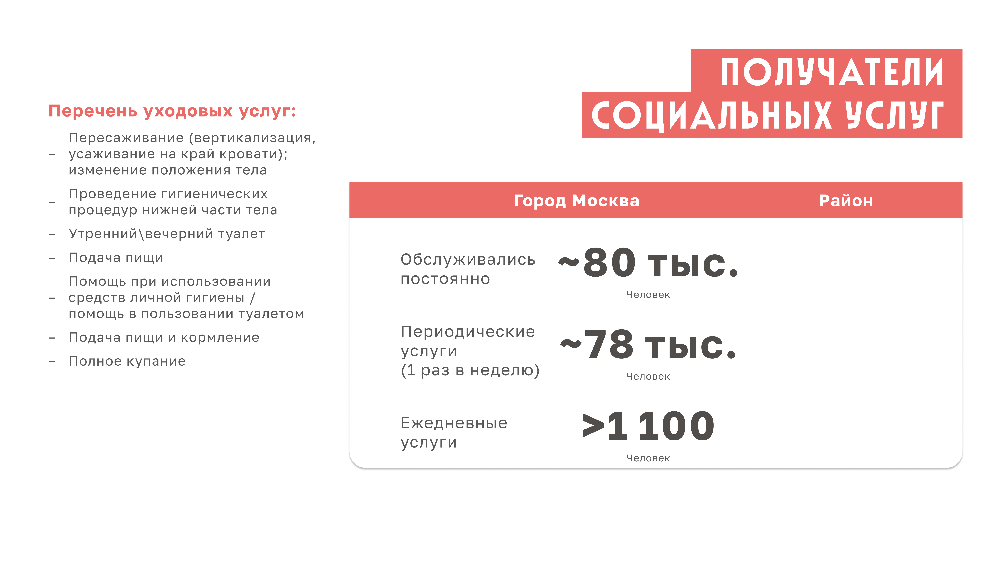 ПОЛУЧАТЕЛИ
СОЦИАЛЬНЫХ УСЛУГ
Перечень уходовых услуг:
Пересаживание (вертикализация,
– усаживание на край кровати);
изменение положения тела
– Проведение гигиенических
процедур нижней части тела
– Утренний\вечерний туалет
– Подача пищи
Помощь при использовании
– средств личной гигиены /
помощь в пользовании туалетом
– Подача пищи и кормление
– Полное купание
Город Москва Район
Обслуживались
постоянно
~80 тыс.
Человек
Периодические
услуги
(1 раз в неделю)
~78 тыс.
Человек
Ежедневные
услуги
>1 100
Человек